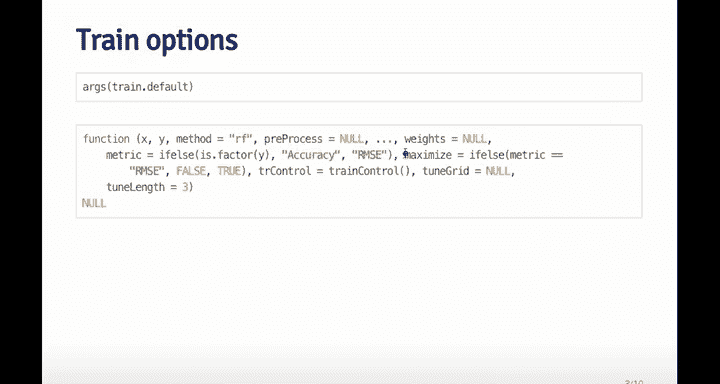 Train options
args(train.default)
function (x, y, method = "rf", preProcess = NULL, ..., weights = NULL,
metric = ifelse(is.factor(y), "Accuracy", "RMSE"), maximize = ifelse(metric ==
"RMSE", FALSE, TRUE), trControl = trainControl(), tuneGrid = NULL,
tuneLength = 3)
NULL